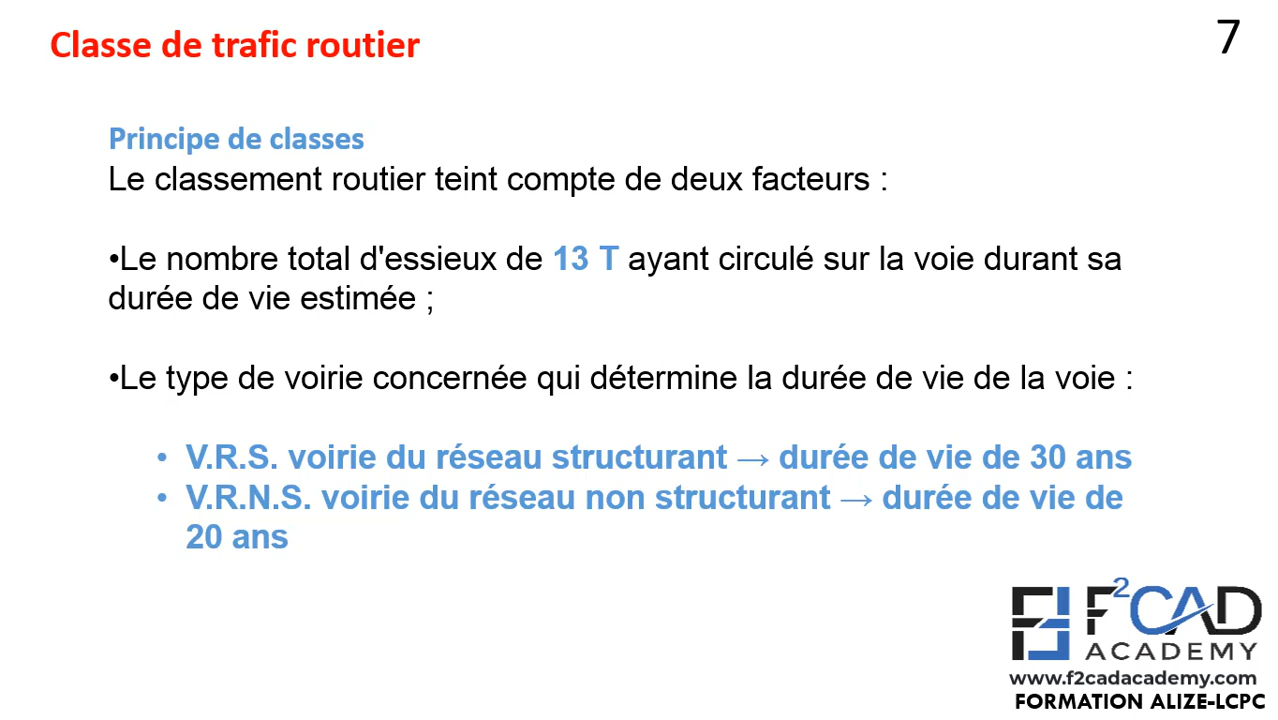 Classe de trafic routier
7
Principe de classes
Le classement routier teint compte de deux facteurs :
•Le nombre total d'essieux de 13 T ayant circulé sur la voie durant sa
durée de vie estimée ;
•Le type de voirie concernée qui détermine la durée de vie de la voie :
• V.R.S. voirie du réseau structurant → durée de vie de 30 ans
• V.R.N.S. voirie du réseau non structurant → durée de vie de
20 ans
F²CAD
ACADEMY
www.f2cadacademy.com
FORMATION ALIZE-LCPC